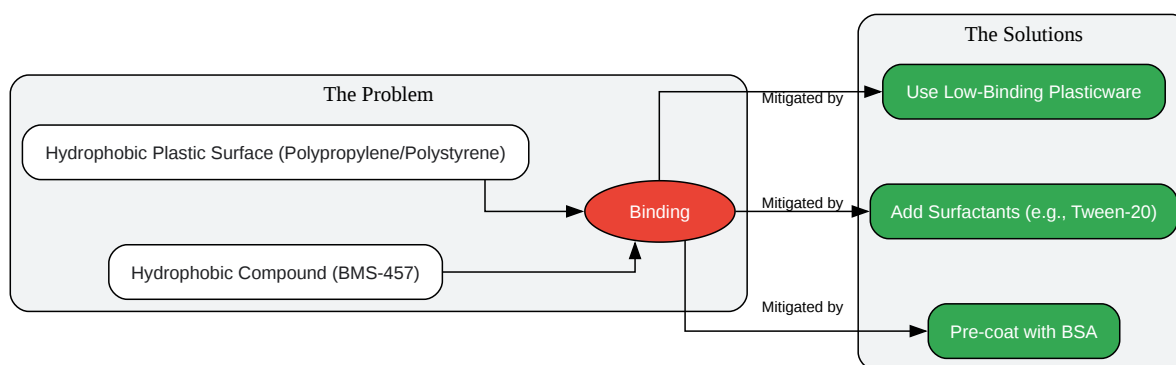 The Solutions
Use Low-Binding Plasticware
The Problem
Mitigated by
Hydrophobic Plastic Surface (Polypropylene/Polystyrene)
Binding
Mitigated by
Add Surfactants (e.g., Tween-20)
Hydrophobic Compound (BMS-457)
Mitigated by
Pre-coat with BSA